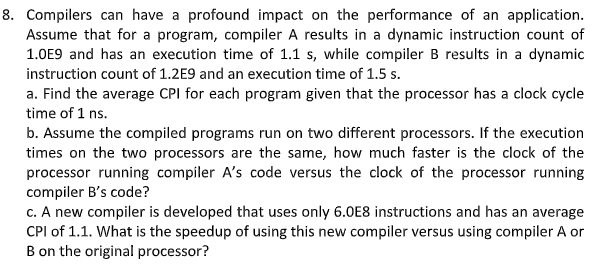 8. Compilers can have a profound impact on the performance of an application.
Assume that for a program, compiler A results in a dynamic instruction count of
1.0E9 and has an execution time of 1.1 s, while compiler B results in a dynamic
instruction count of 1.2E9 and an execution time of 1.5 s.
a. Find the average CPI for each program given that the processor has a clock cycle
time of 1 ns.
b. Assume the compiled programs run on two different processors. If the execution
times on the two processors are the same, how much faster is the clock of the
processor running compiler A's code versus the clock of the processor running
compiler B's code?
c. A new compiler is developed that uses only 6.0E8 instructions and has an average
CPI of 1.1. What is the speedup of using this new compiler versus using compiler A or
B on the original processor?